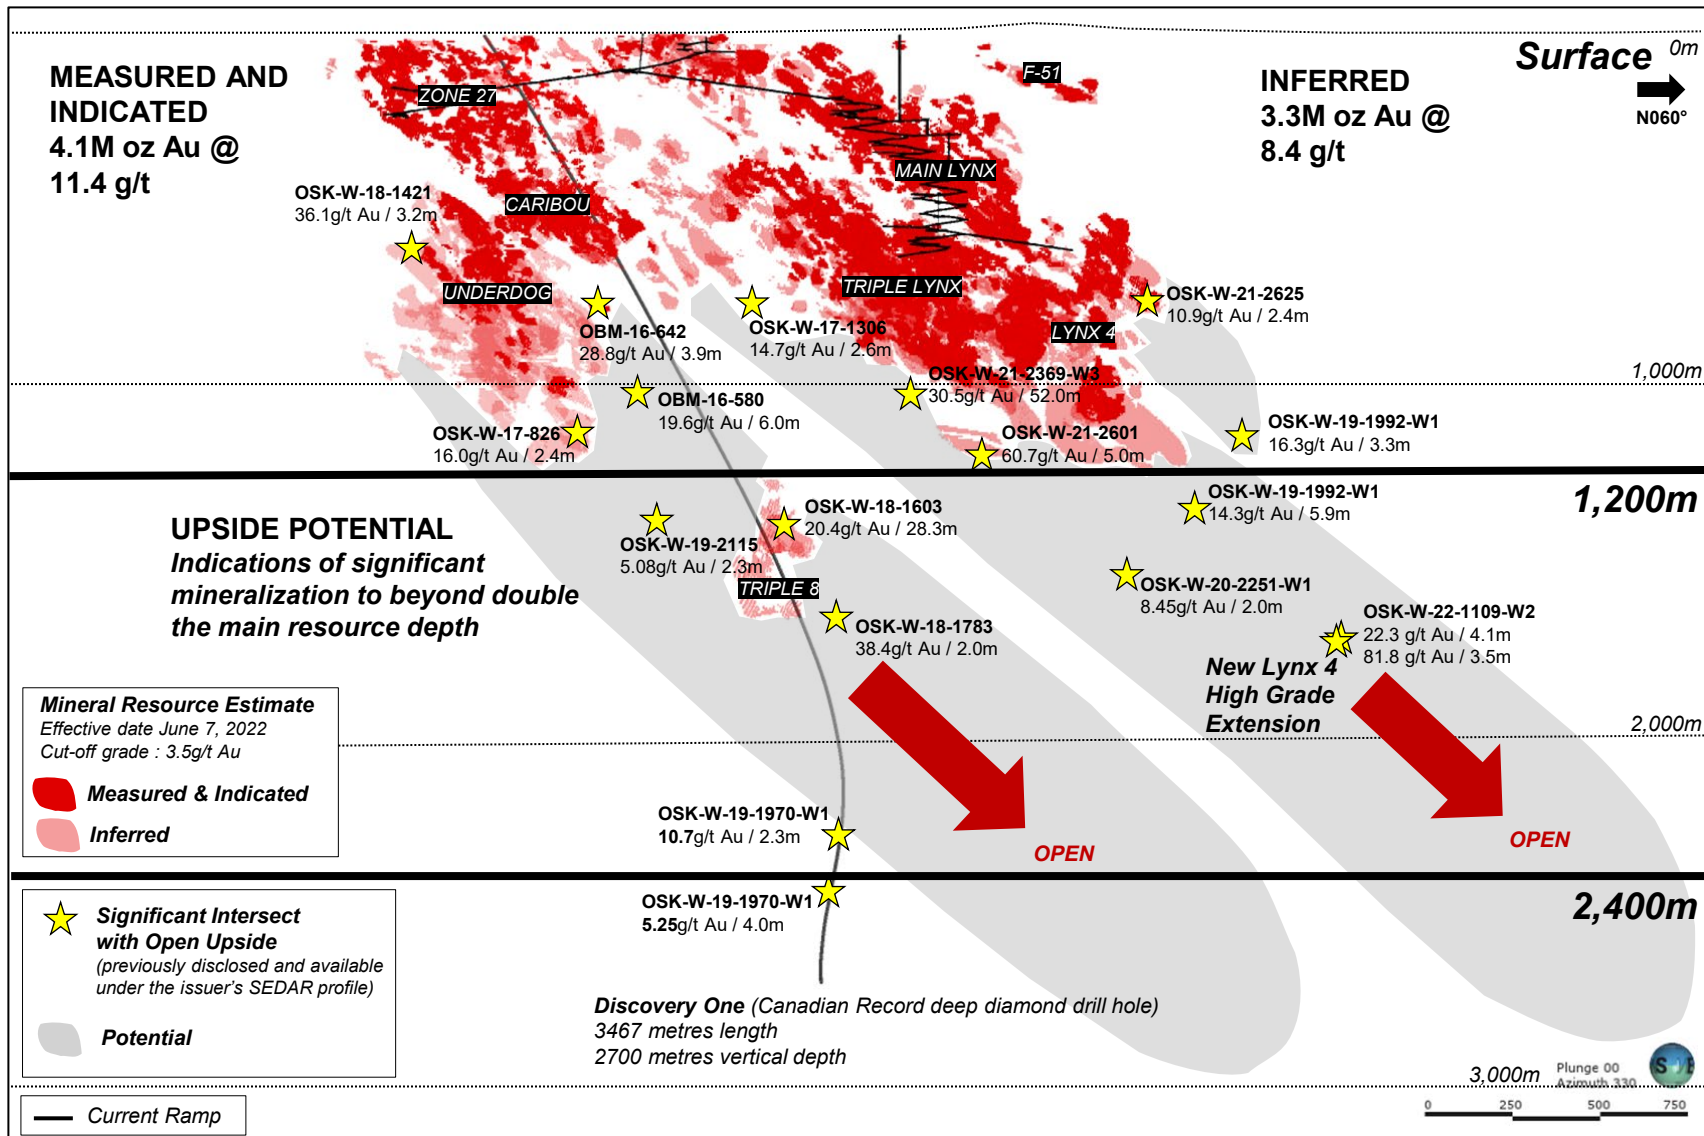 Surface 0m
N060°
MEASURED AND
INDICATED
4.1M oz Au @
11.4 g/t
INFERRED
3.3M oz Au @
8.4 g/t
F-51
ZONE 27
MAIN LYNX
CARIBOU
OSK-W-18-1421
36.1g/t Au / 3.2m
UNDERDOG
TRIPLE LYNX
LYNX 4
OSK-W-21-2625
10.9g/t Au / 2.4m
OBM-16-642
28.8g/t Au / 3.9m
OSK-W-17-1306
14.7g/t Au / 2.6m
1,000m
OSK-W-21-2369-W3
30.5g/t Au / 52.0m
OBM-16-580
19.6g/t Au / 6.0m
OSK-W-17-826
16.0g/t Au / 2.4m
OSK-W-21-2601
60.7g/t Au / 5.0m
OSK-W-19-1992-W1
16.3g/t Au / 3.3m
1,200m
UPSIDE POTENTIAL
Indications of significant
mineralization to beyond double
the main resource depth
OSK-W-19-2115
5.08g/t Au / 2.3m
OSK-W-18-1603
20.4g/t Au / 28.3m
TRIPLE 8
OSK-W-19-1992-W1
14.3g/t Au / 5.9m
OSK-W-20-2251-W1
8.45g/t Au / 2.0m
OSK-W-18-1783
38.4g/t Au / 2.0m
OSK-W-22-1109-W2
22.3 g/t Au / 4.1m
81.8 g/t Au / 3.5m
New Lynx 4
High Grade
Extension
2,000m
Mineral Resource Estimate
Effective date June 7, 2022
Cut-off grade : 3.5g/t Au
Measured & Indicated
Inferred
OSK-W-19-1970-W1
10.7g/t Au / 2.3m
OPEN
OPEN
2,400m
OSK-W-19-1970-W1
5.25g/t Au / 4.0m
Significant Intersect
with Open Upside
(previously disclosed and available
under the issuer's SEDAR profile)
Potential
Discovery One (Canadian Record deep diamond drill hole)
3467 metres length
2700 metres vertical depth
3,000m
Plunge 00
Azimuth 330
0 250 500 750
Current Ramp